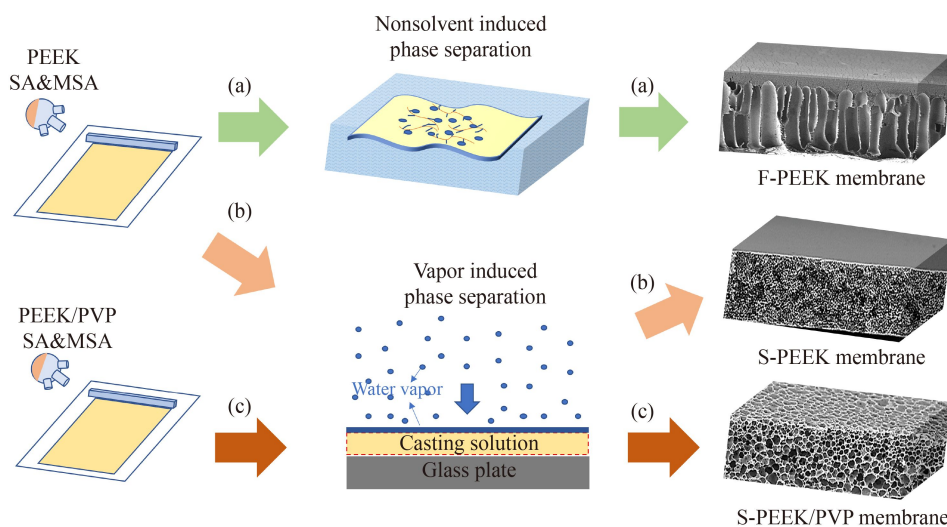 Nonsolvent induced
phase separation
PEEK
SA&MSA
(a)
(a)
F-PEEK membrane
(b)
Vapor induced
phase separation
(b)
PEEK/PVP
SA&MSA
S-PEEK membrane
Water vapor
(c)
(c)
Casting solution
Glass plate
S-PEEK/PVP membrane